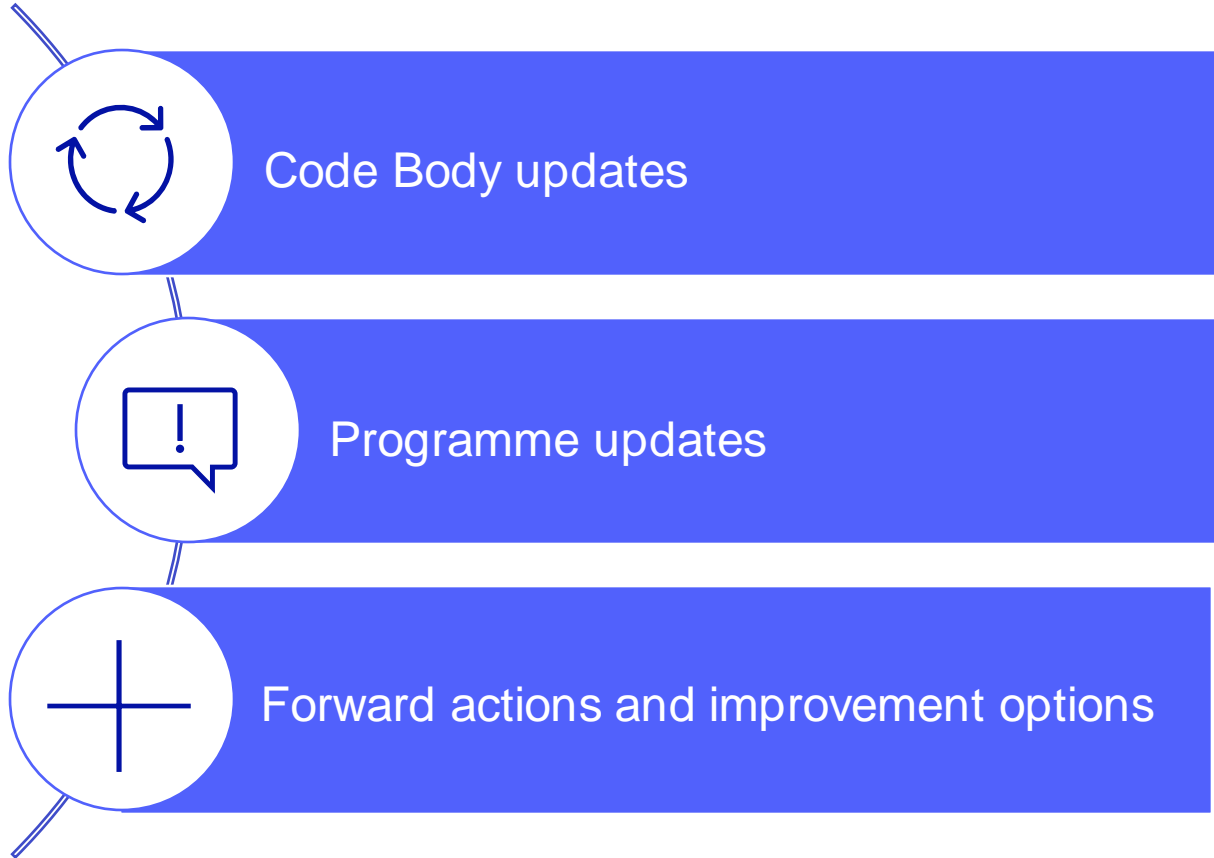 Code Body updates
Programme updates
Forward actions and improvement options